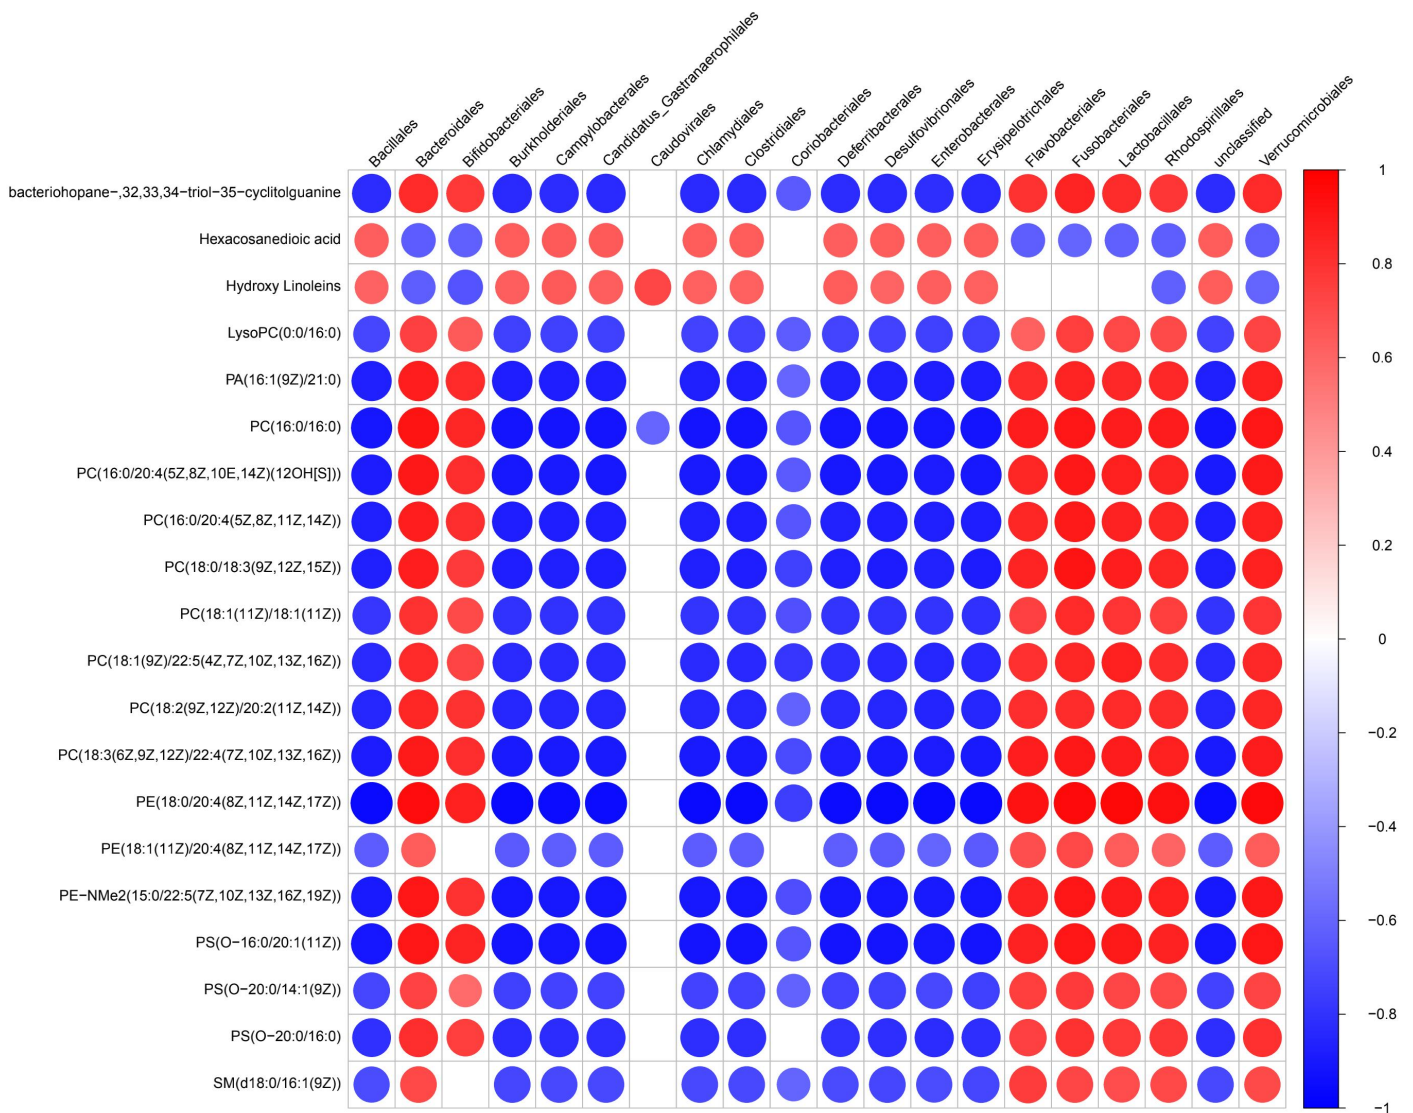 Bacillales
Bacteroidales
Bifidobacteriales
Burkholderiales
Campylobacterales
Candidatus_Gastranaerophilales
Caudovirales
Chlamydiales
Clostridiales
Coriobacteriales
Deferribacterales
Desulfovibrionales
Enterobacterales
Erysipelotrichales
Flavobacteriales
Fusobacteriales
Lactobacillales
Rhodospirillales
unclassified
Verrucomicrobiales
bacteriohopane−,32,33,34−triol−35−cyclitolguanine
Hexacosanedioic acid
Hydroxy Linoleins
LysoPC(0:0/16:0)
PA(16:1(9Z)/21:0)
PC(16:0/16:0)
PC(16:0/20:4(5Z,8Z,10E,14Z)(12OH[S]))
PC(16:0/20:4(5Z,8Z,11Z,14Z))
PC(18:0/18:3(9Z,12Z,15Z))
PC(18:1(11Z)/18:1(11Z))
PC(18:1(9Z)/22:5(4Z,7Z,10Z,13Z,16Z))
PC(18:2(9Z,12Z)/20:2(11Z,14Z))
PC(18:3(6Z,9Z,12Z)/22:4(7Z,10Z,13Z,16Z))
PE(18:0/20:4(8Z,11Z,14Z,17Z))
PE(18:1(11Z)/20:4(8Z,11Z,14Z,17Z))
PE−NMe2(15:0/22:5(7Z,10Z,13Z,16Z,19Z))
PS(O−16:0/20:1(11Z))
PS(O−20:0/14:1(9Z))
PS(O−20:0/16:0)
SM(d18:0/16:1(9Z))
1
0.8
0.6
0.4
0.2
0
−0.2
−0.4
−0.6
−0.8
−1